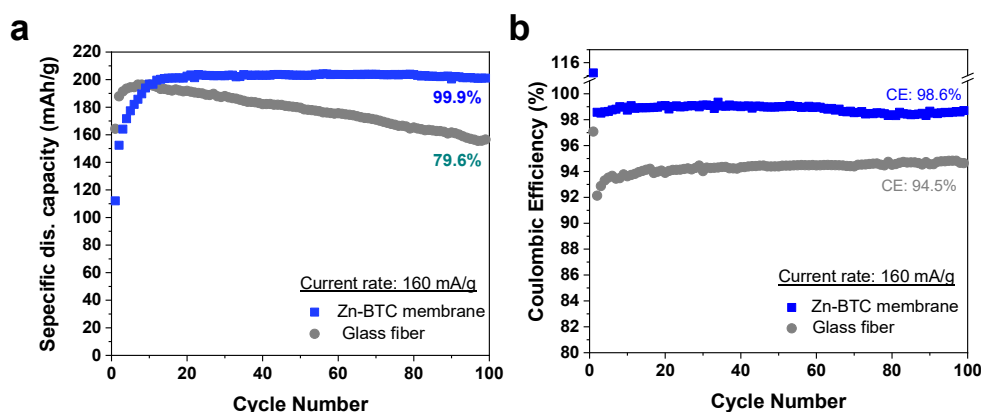 a
Sepecific dis. capacity (mAh/g)
220
200
180
160
140
120
100
80
60
40
20
0
99.9%
79.6%
Current rate: 160 mA/g
Zn-BTC membrane
Glass fiber
0 20 40 60 80 100
Cycle Number
b
Coulombic Efficiency (%)
116
100
98
96
94
92
90
88
86
84
82
80
CE: 98.6%
CE: 94.5%
Current rate: 160 mA/g
Zn-BTC membrane
Glass fiber
0 20 40 60 80 100
Cycle Number